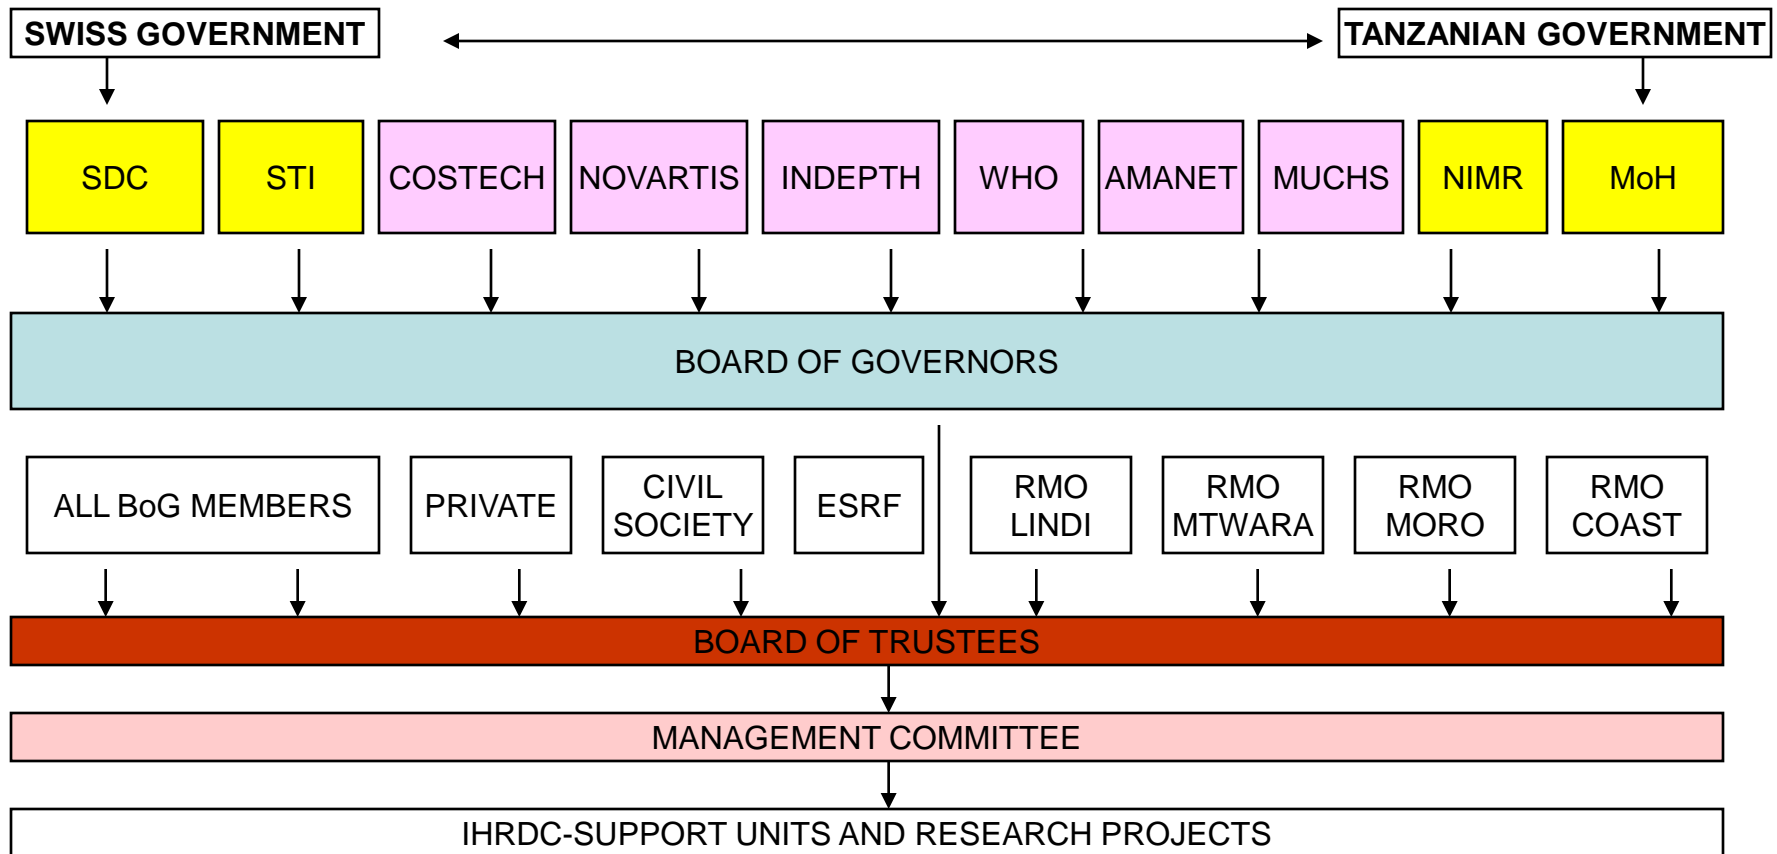 SWISS GOVERNMENT
TANZANIAN GOVERNMENT
SDC
STI
COSTECH
NOVARTIS
INDEPTH
WHO
AMANET
MUCHS
NIMR
MoH
BOARD OF GOVERNORS
ALL BoG MEMBERS
PRIVATE
CIVIL
SOCIETY
ESRF
RMO
LINDI
RMO
MTWARA
RMO
MORO
RMO
COAST
BOARD OF TRUSTEES
MANAGEMENT COMMITTEE
IHRDC-SUPPORT UNITS AND RESEARCH PROJECTS